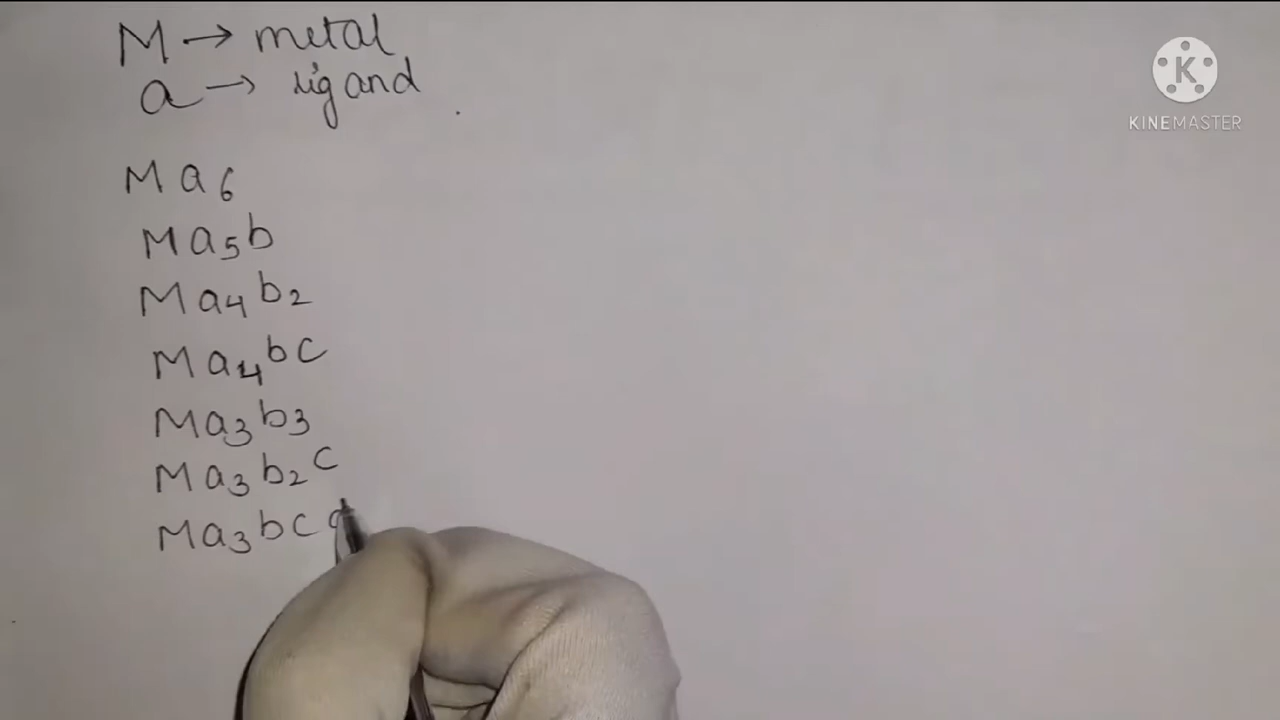 M → metal
a → ligand
KINEMASTER
Ma6
Ma5b
Ma4b2
Ma4bc
Ma3b3
Ma3b2c
Ma3bc